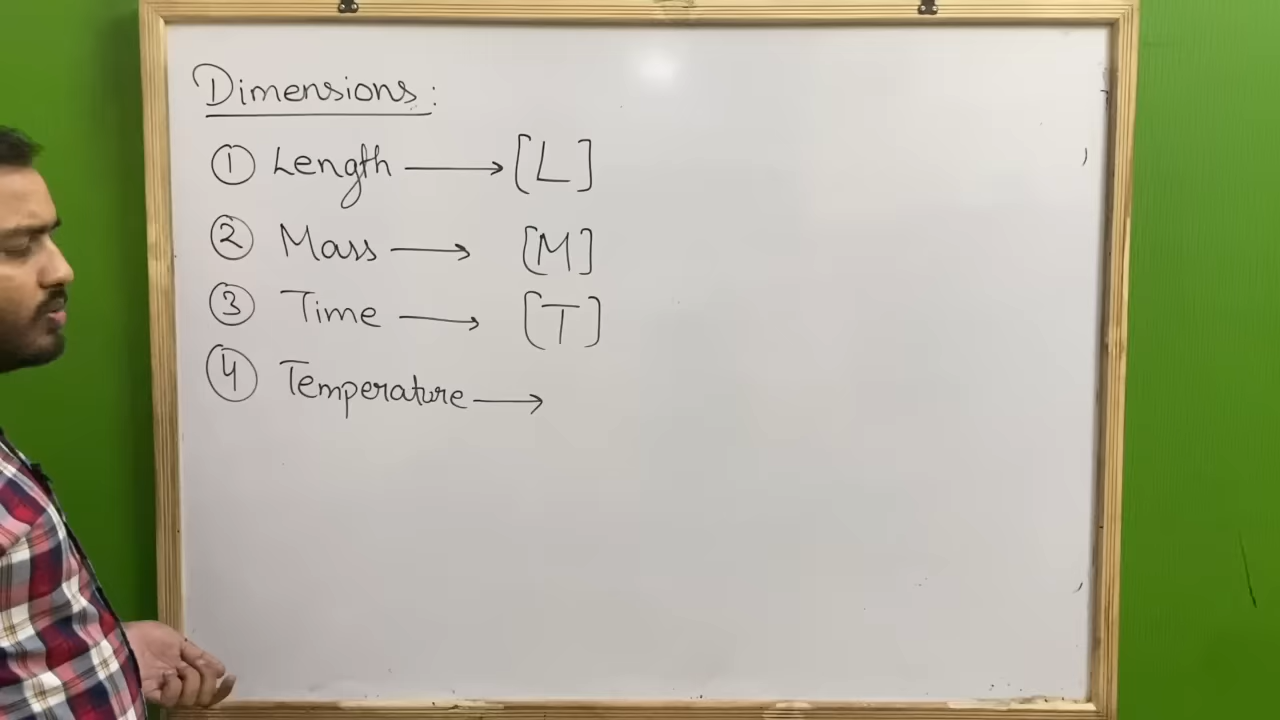 Dimensions:
① Length ⟶ [L]
② Mass ⟶ [M]
③ Time ⟶ [T]
④ Temperature ⟶